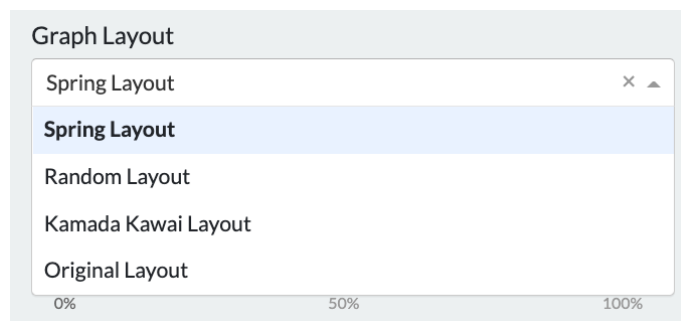 Graph Layout
Spring Layout
Spring Layout
Random Layout
Kamada Kawai Layout
Original Layout
0% 50% 100%